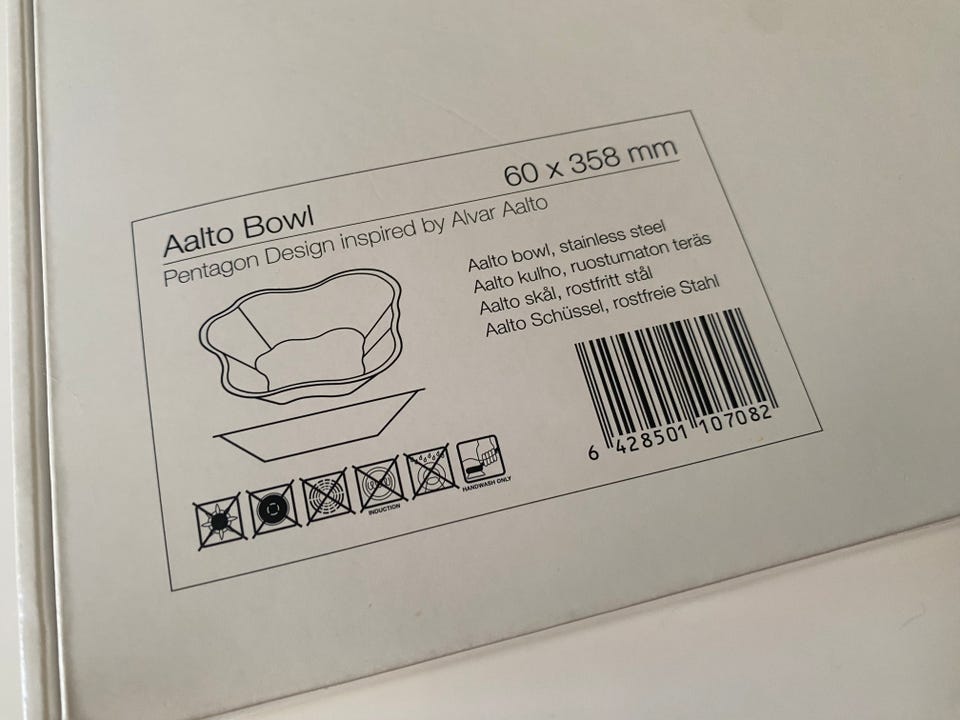 Aalto Bowl
60 x 358 mm
Pentagon Design inspired by Alvar Aalto
Aalto bowl, stainless steel
Aalto kulho, ruostumaton teräs
Aalto skål, rostfritt stål
Aalto Schüssel, rostfreie Stahl
6 428501 107082
INDUCTION
HANDWASH ONLY